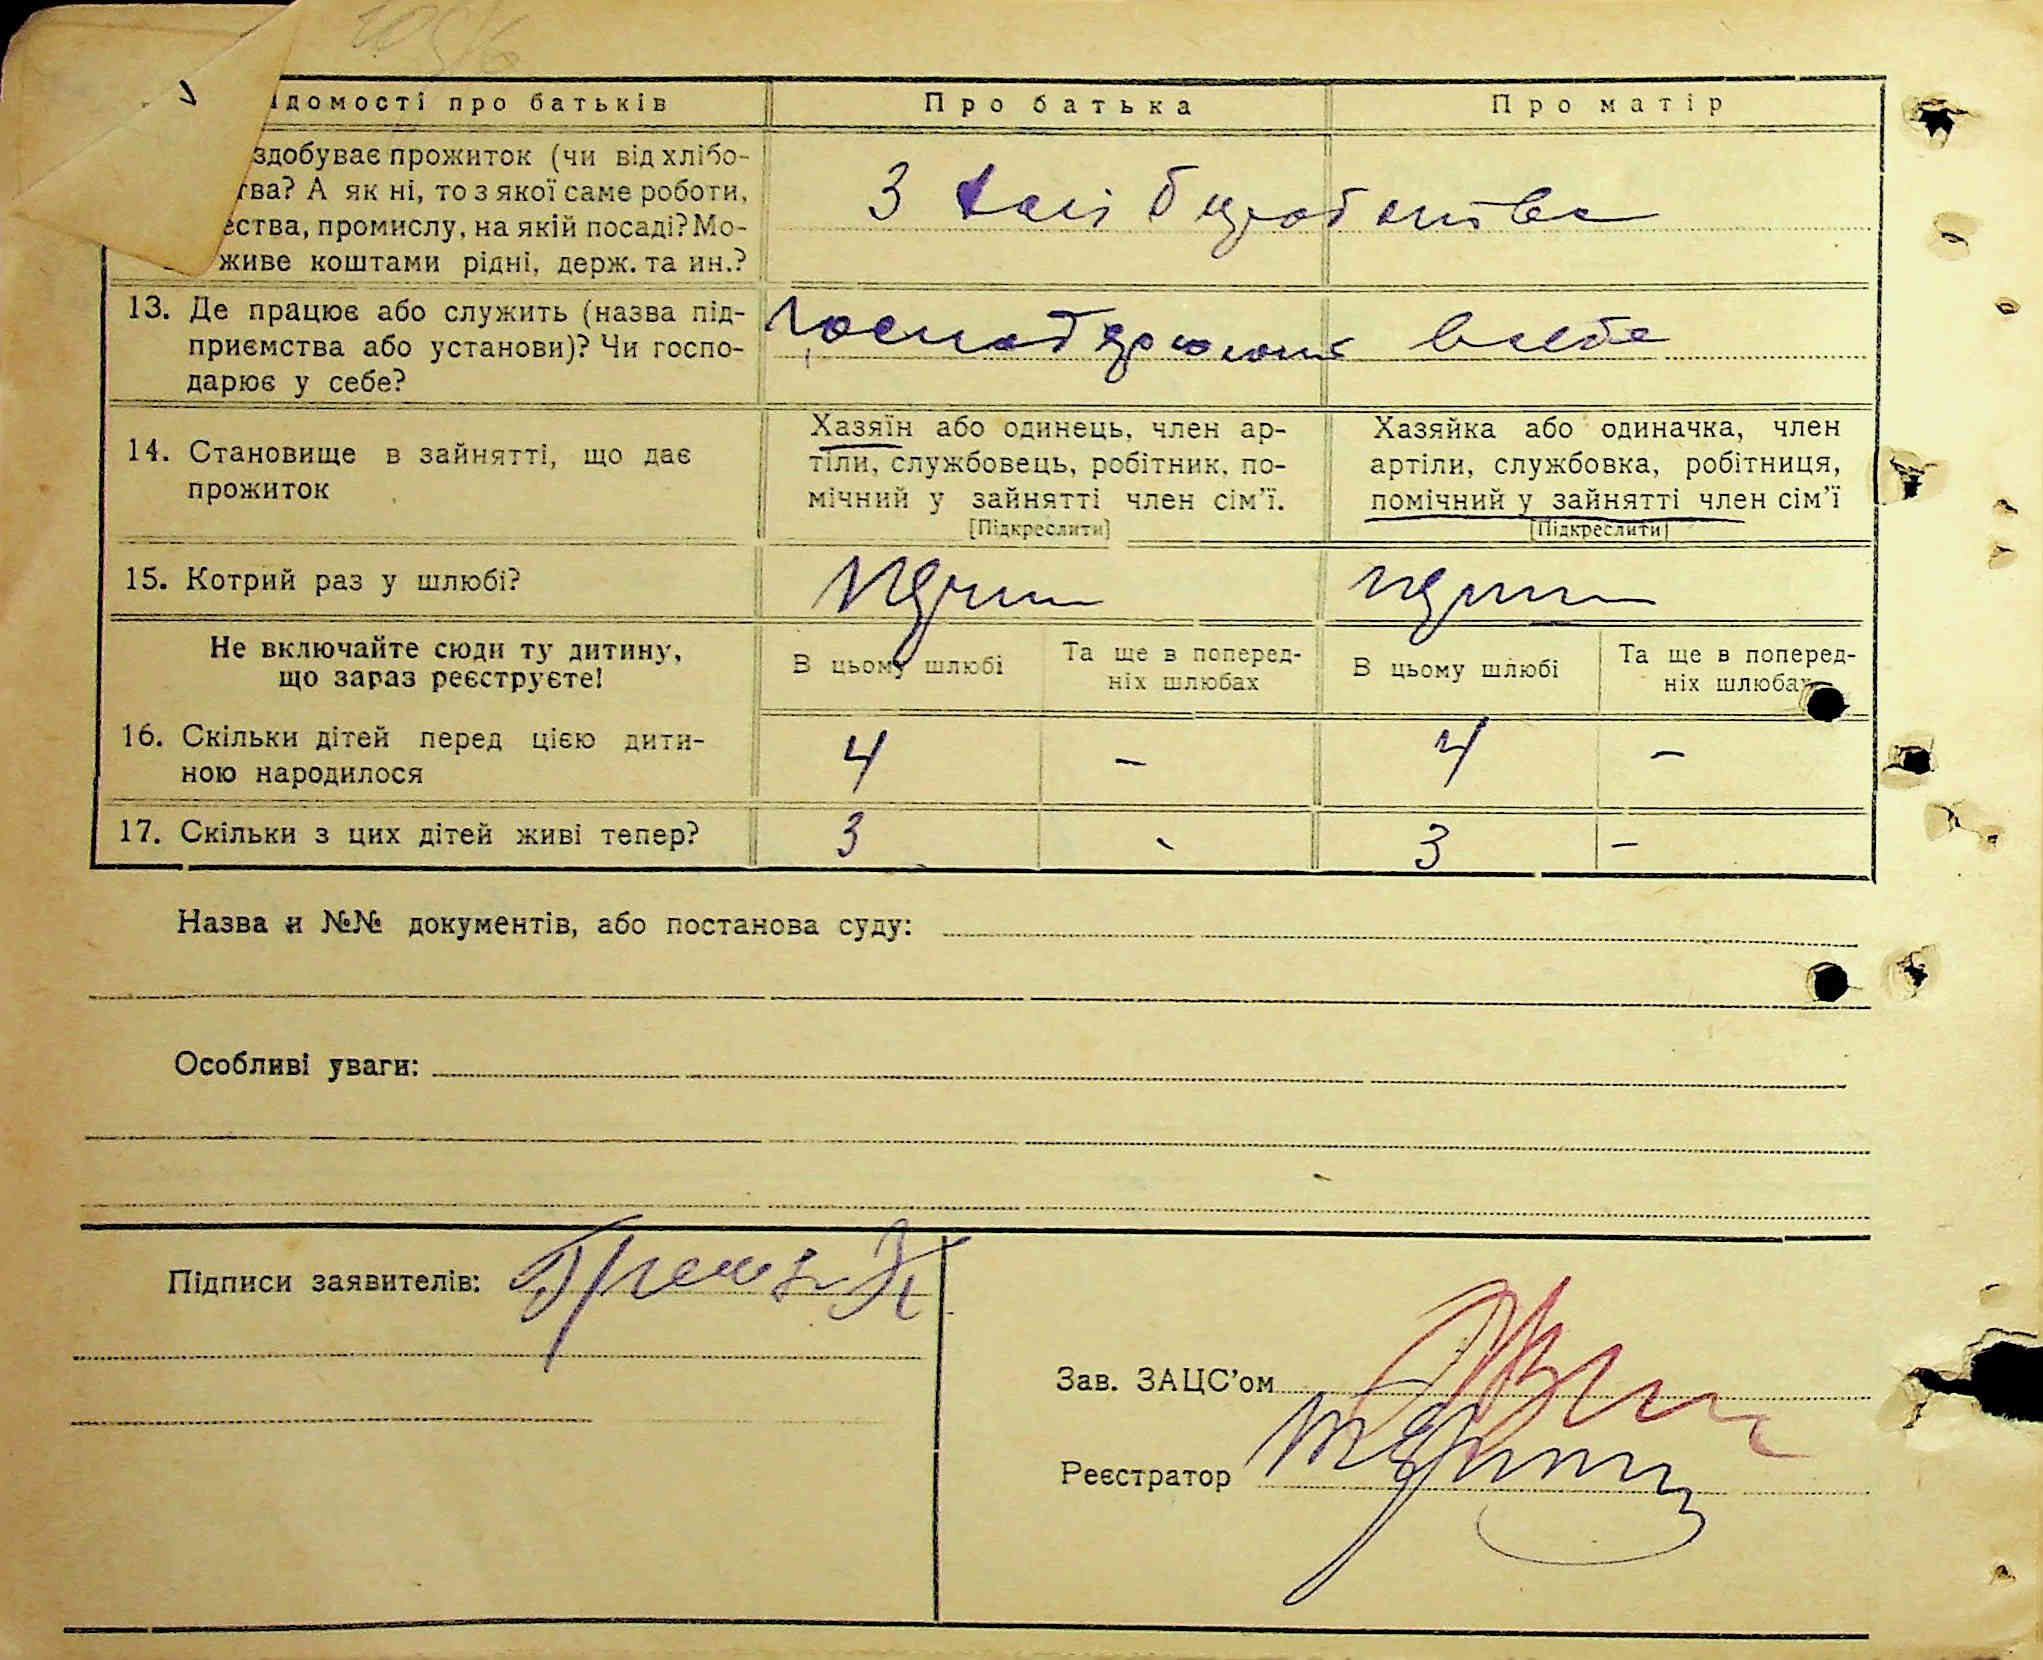 ідомості про батьків
Про батька
Про матір
здобуває прожиток (чи від хлібо-
тва? А як ні, то з якої саме роботи,
ества, промислу, на якій посаді? Мо-
живе коштами рідні, держ. та ин.?
З хліборобства
13. Де працює або служить (назва під-
приємства або установи)? Чи госпо-
дарює у себе?
Господарюють в себе
14. Становище в зайнятті, що дає
прожиток
Хазяїн або одинець, член ар-
тіли, службовець, робітник, по-
мічний у зайнятті член сім'ї.
[Підкреслити]
Хазяйка або одиначка, член
артіли, службовка, робітниця,
помічний у зайнятті член сім'ї
[Підкреслити]
15. Котрий раз у шлюбі?
Не включайте сюди ту дитину,
що зараз реєструєте!
В цьому шлюбі
Та ще в поперед-
ніх шлюбах
В цьому шлюбі
Та ще в поперед-
ніх шлюбах
16. Скільки дітей перед цією дити-
ною народилося
4 - 4 -
17. Скільки з цих дітей живі тепер?
3 - 3 -
Назва и №№ документів, або постанова суду:
Особливі уваги:
Підписи заявителів:
Зав. ЗАЦС'ом
Реєстратор